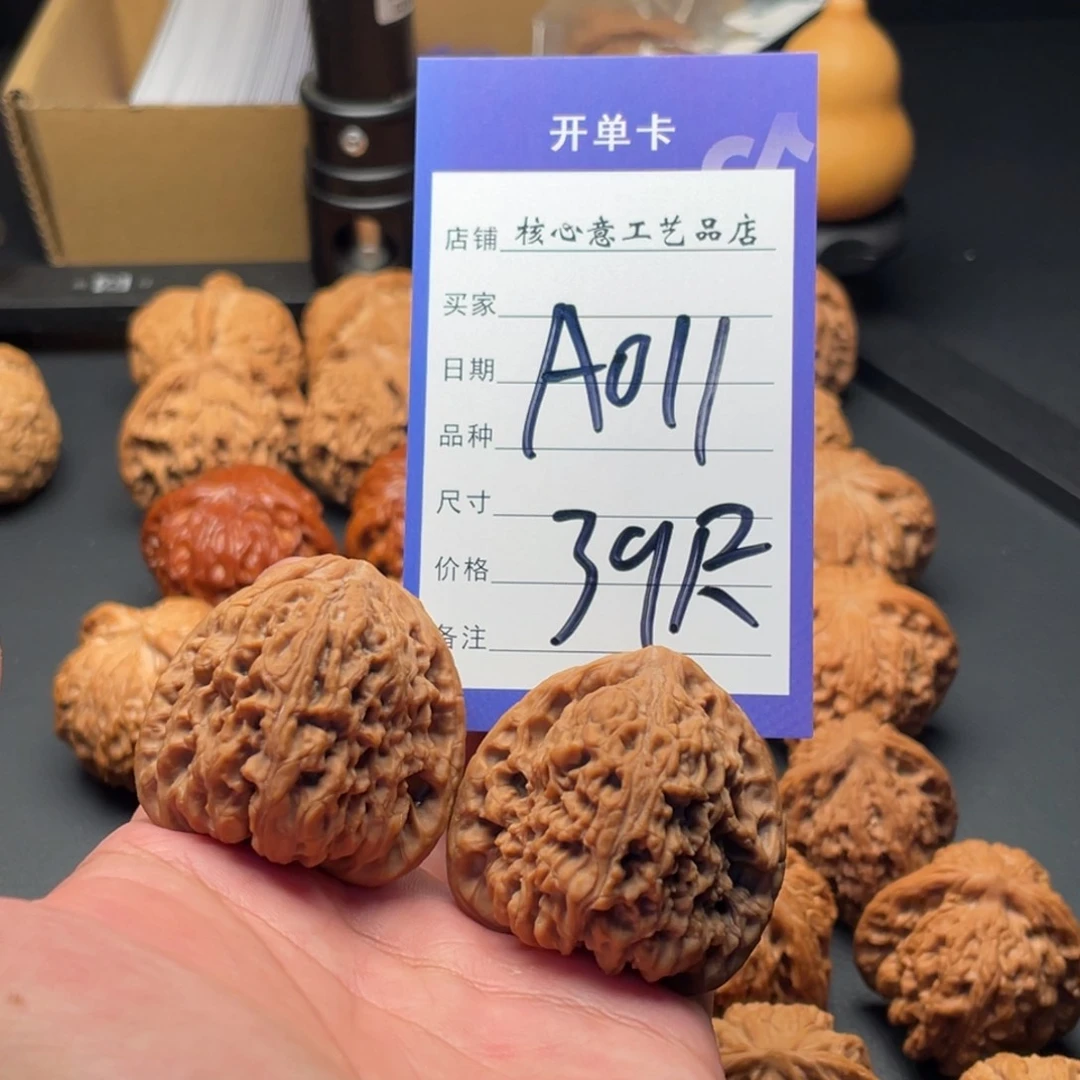 开单卡
店铺 核心意工艺品店
买家
日期 A011
品种
尺寸
价格 39R
备注